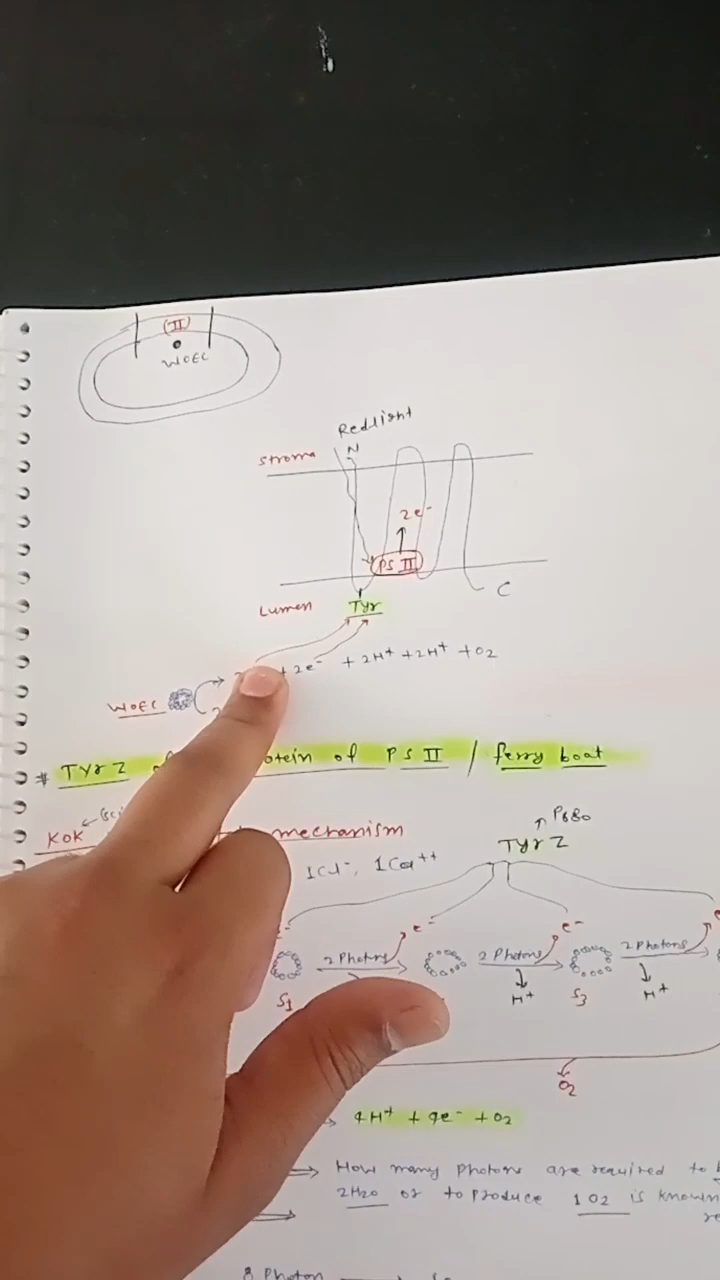 (II)
WOEC
Redlight
N
Stroma
2e-
PS II
C
Lumen
Tyr
+2e- + 2H+ +2H+ +O2
WOEC
# Tyr Z of PS II / ferry boat
KOK mechanism
P680
Tyr Z
1Cl-, 1Ca++
e- e-
2 Photons 2 Photons 2 Photons
S1 H+ S3 H+
O2
4H+ + 4e- + O2
How many photons are required to
2H2O or to produce 1 O2 is known
8 Photon